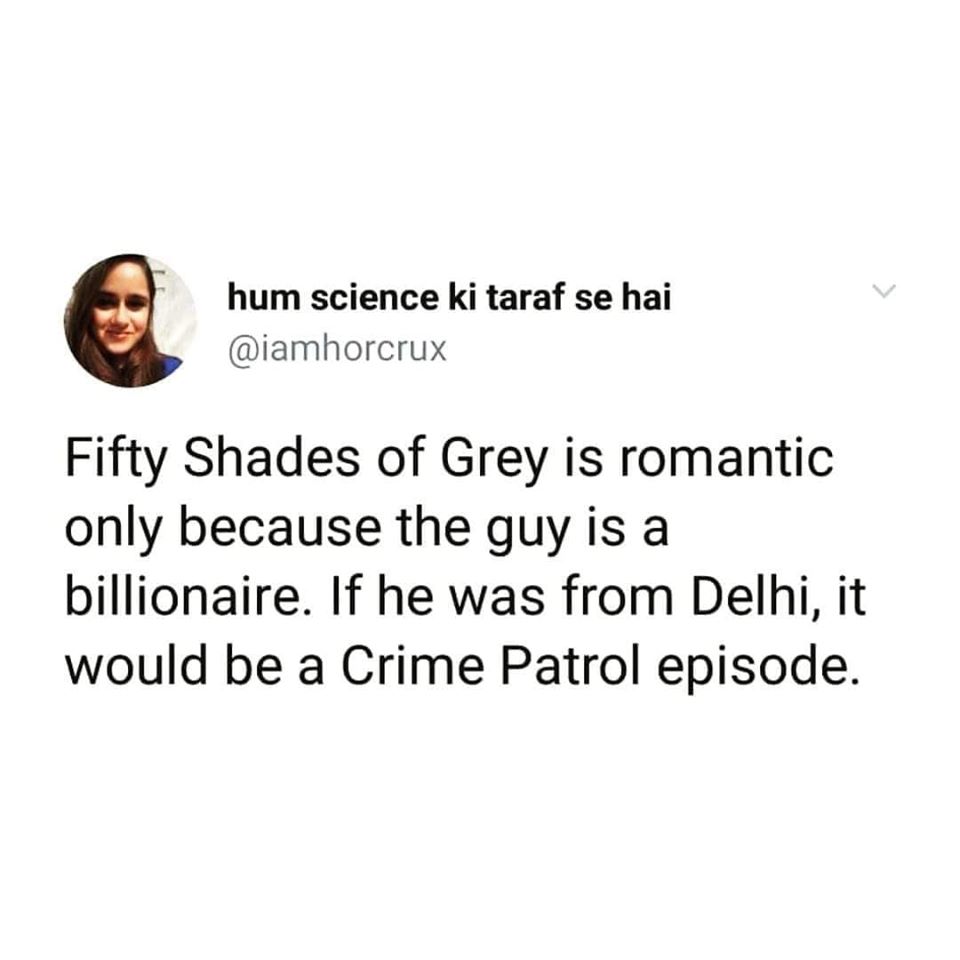 hum science ki taraf se hai
@iamhorcrux
Fifty Shades of Grey is romantic
only because the guy is a
billionaire. If he was from Delhi, it
would be a Crime Patrol episode.